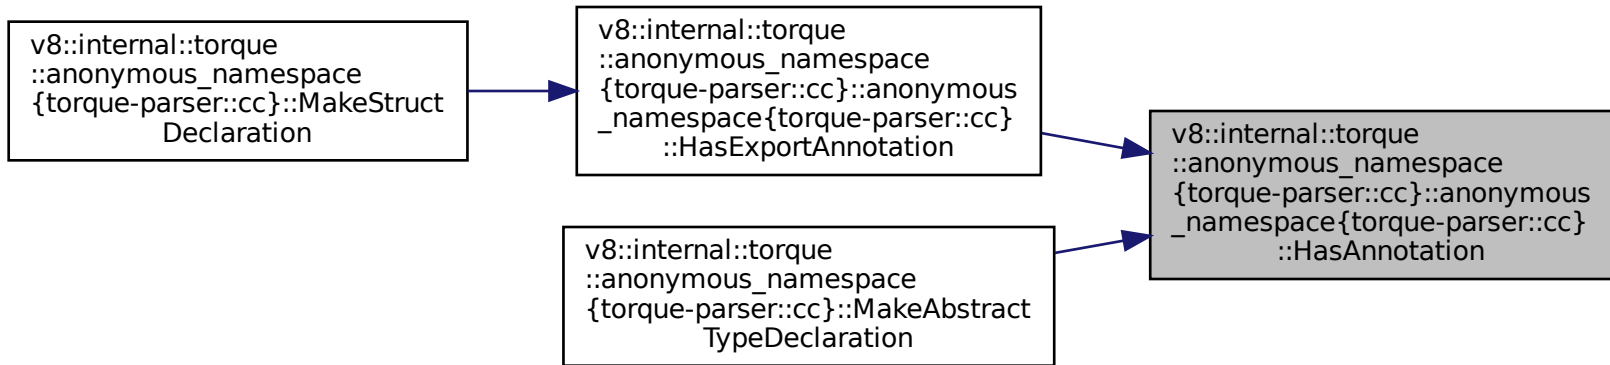 v8::internal::torque
::anonymous_namespace
{torque-parser::cc}::MakeStruct
Declaration
v8::internal::torque
::anonymous_namespace
{torque-parser::cc}::anonymous
_namespace{torque-parser::cc}
::HasExportAnnotation
v8::internal::torque
::anonymous_namespace
{torque-parser::cc}::MakeAbstract
TypeDeclaration
v8::internal::torque
::anonymous_namespace
{torque-parser::cc}::anonymous
_namespace{torque-parser::cc}
::HasAnnotation